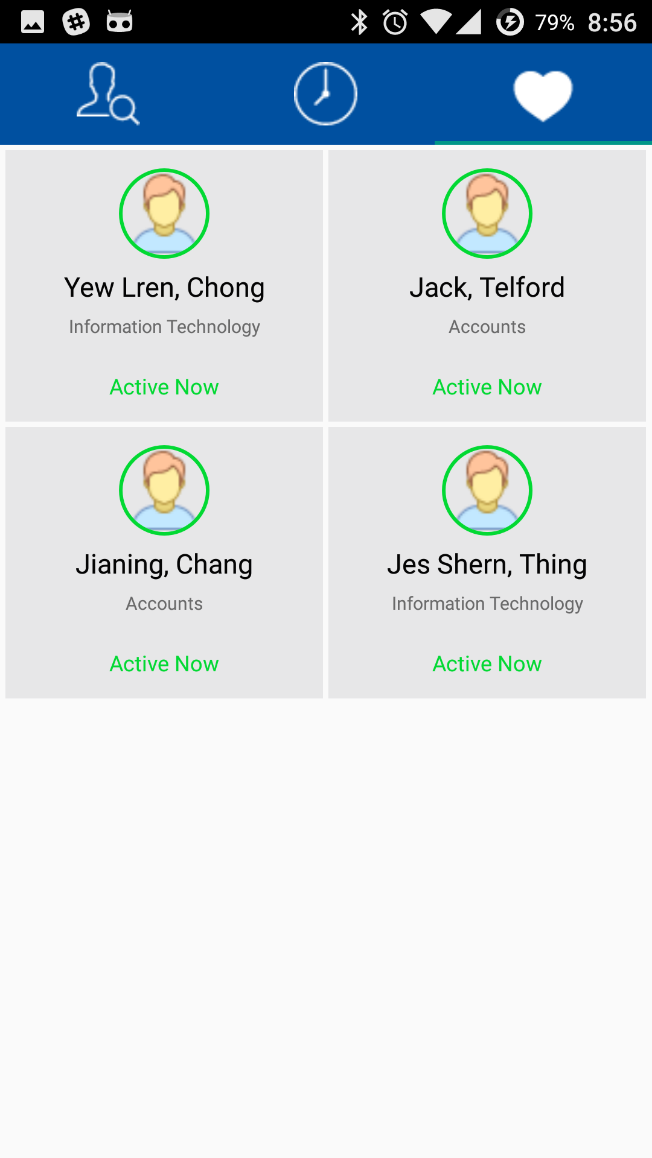 79% 8:56
Yew Lren, Chong
Information Technology
Active Now
Jack, Telford
Accounts
Active Now
Jianing, Chang
Accounts
Active Now
Jes Shern, Thing
Information Technology
Active Now